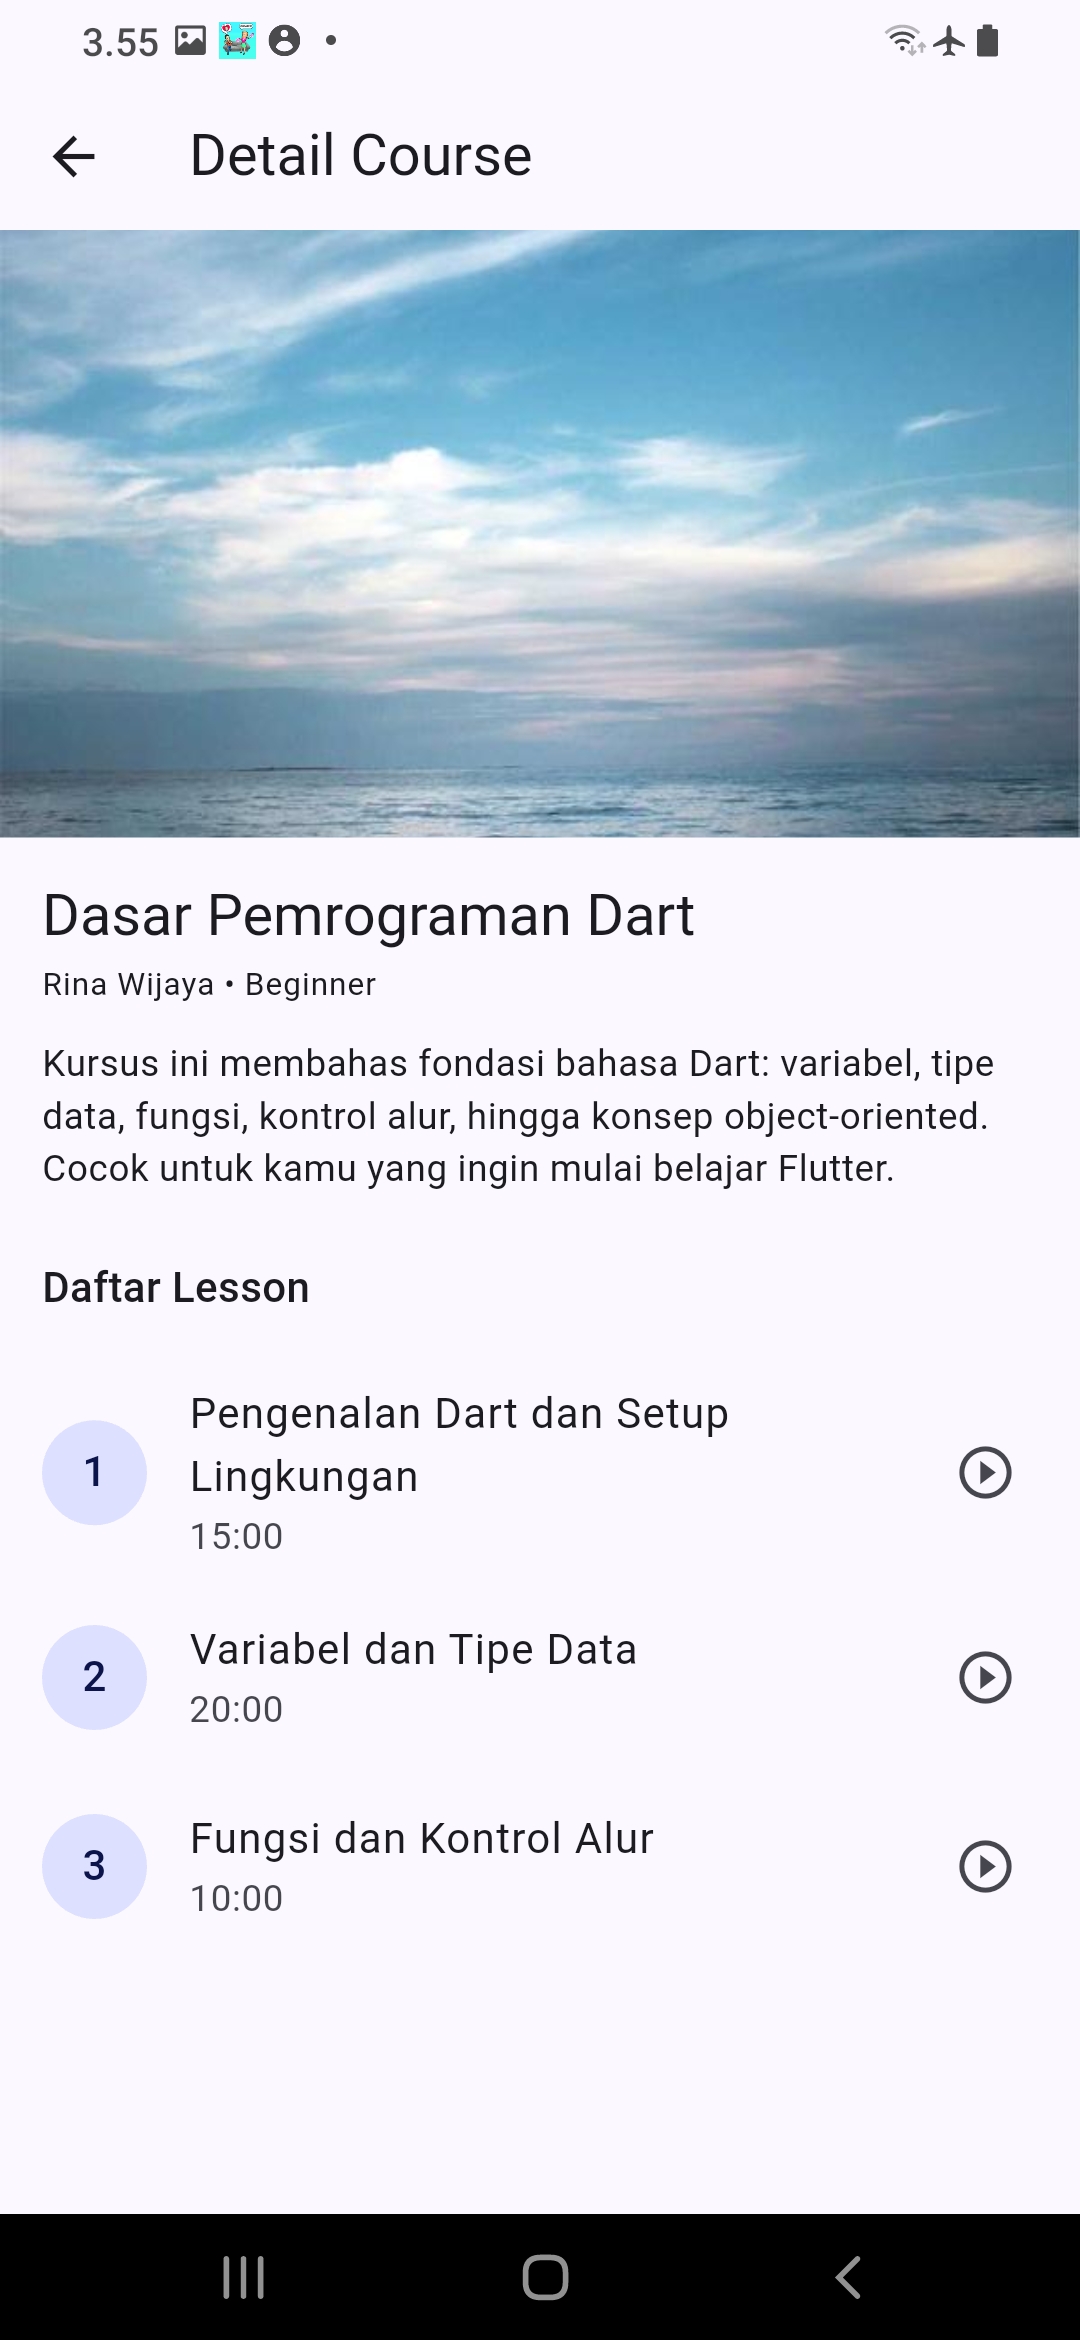 3.55
Detail Course
Dasar Pemrograman Dart
Rina Wijaya • Beginner
Kursus ini membahas fondasi bahasa Dart: variabel, tipe
data, fungsi, kontrol alur, hingga konsep object-oriented.
Cocok untuk kamu yang ingin mulai belajar Flutter.
Daftar Lesson
1
Pengenalan Dart dan Setup
Lingkungan
15:00
2
Variabel dan Tipe Data
20:00
3
Fungsi dan Kontrol Alur
10:00